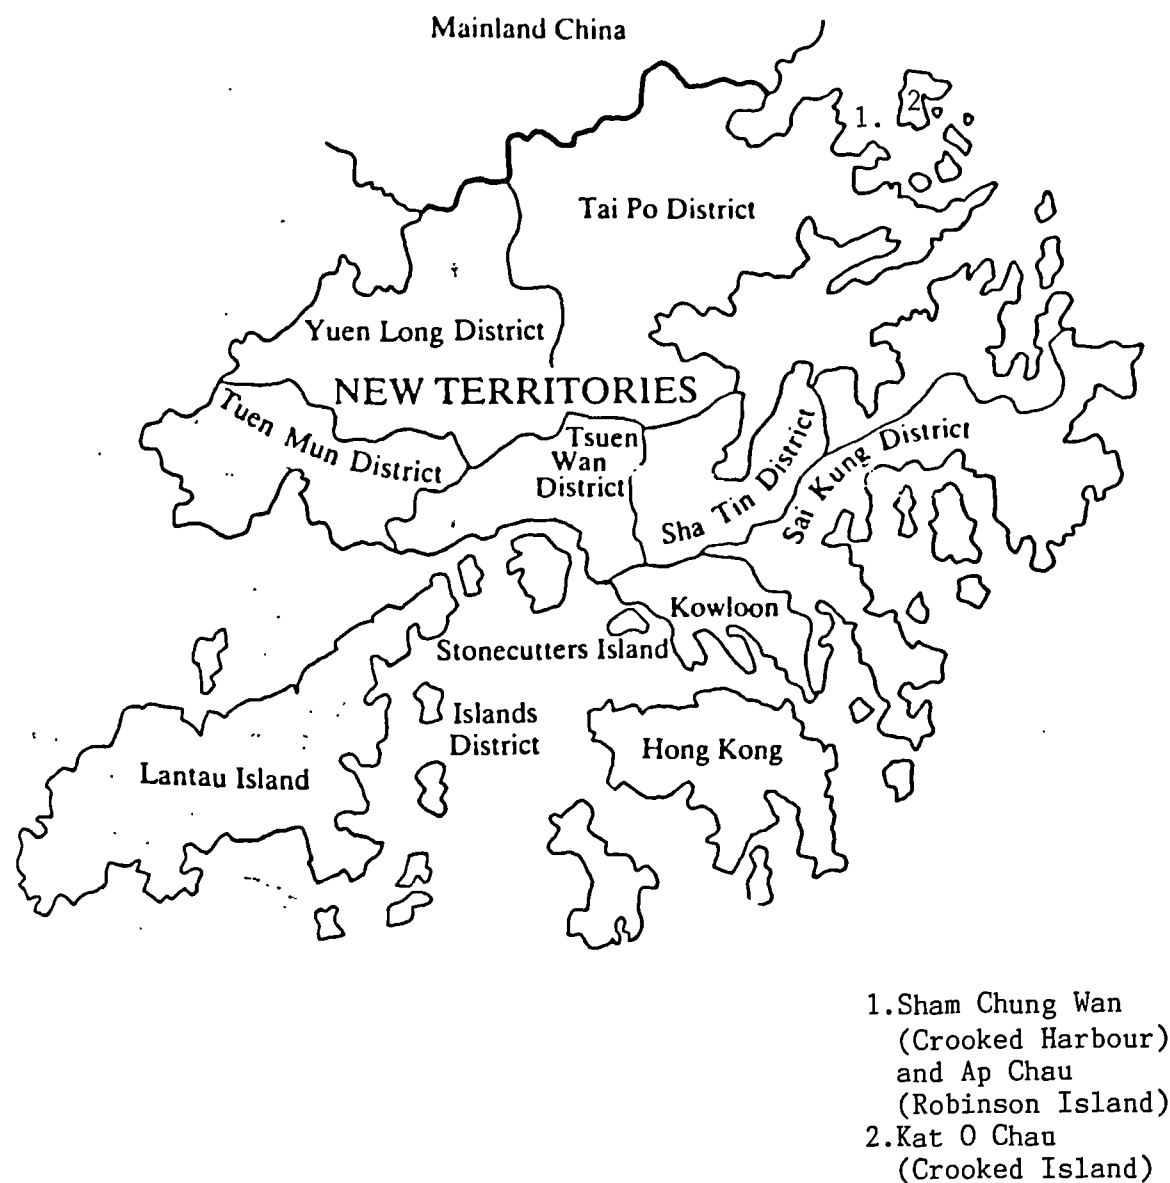 Mainland China
1.
2
Tai Po District
Yuen Long District
NEW TERRITORIES
Tuen Mun District
Tsuen
Wan
District
Sha Tin District
Sai Kung District
Kowloon
Stonecutters Island
Islands
District
Hong Kong
Lantau Island
1.Sham Chung Wan
(Crooked Harbour)
and Ap Chau
(Robinson Island)
2.Kat O Chau
(Crooked Island)